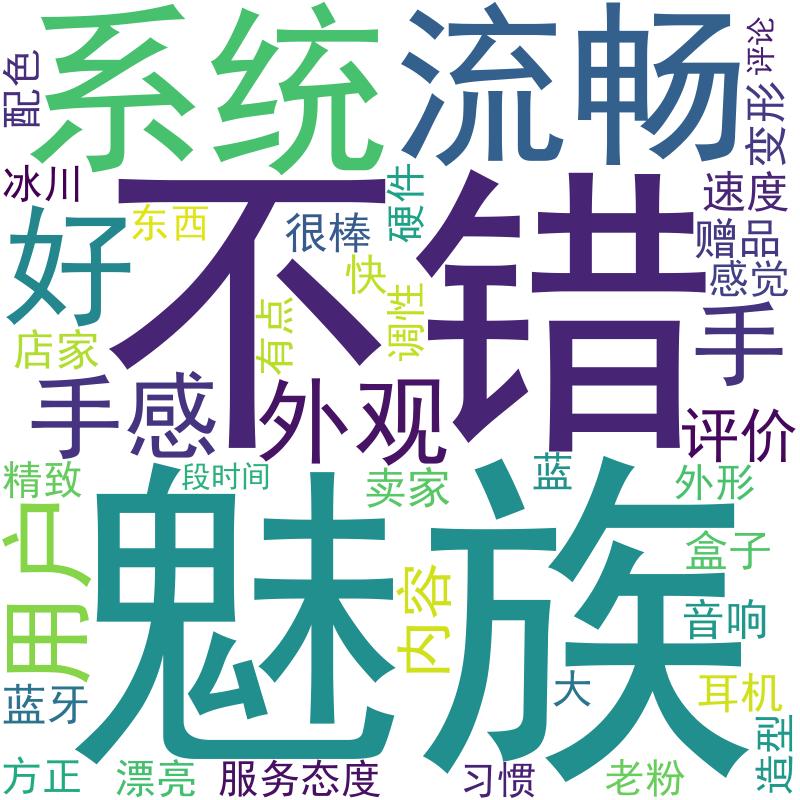 系统
流畅
配色
评论
变形
冰川
硬件
速度
不错
好
东西
很棒
赠品
快
感觉
有点
调性
店家
手
手感
外观
评价
魅族
精致
段时间
卖家
蓝
外形
用户
盒子
内容
音响
蓝牙
大
耳机
造型
方正
漂亮
服务态度
习惯
老粉